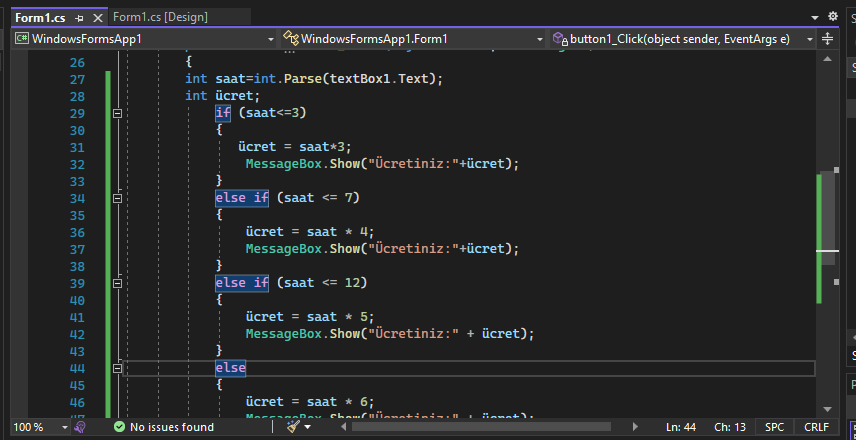 Form1.cs
Form1.cs [Design]
C# WindowsFormsApp1
WindowsFormsApp1.Form1
button1_Click(object sender, EventArgs e)
26 {
27 int saat=int.Parse(textBox1.Text);
28 int ücret;
29 if (saat<=3)
30 {
31 ücret = saat*3;
32 MessageBox.Show("Ücretiniz:"+ücret);
33 }
34 else if (saat <= 7)
35 {
36 ücret = saat * 4;
37 MessageBox.Show("Ücretiniz:"+ücret);
38 }
39 else if (saat <= 12)
40 {
41 ücret = saat * 5;
42 MessageBox.Show("Ücretiniz:" + ücret);
43 }
44 else
45 {
46 ücret = saat * 6;
MessageBox.Show("Ücretiniz:" + ücret);
100 %
No issues found
Ln: 44
Ch: 13
SPC
CRLF